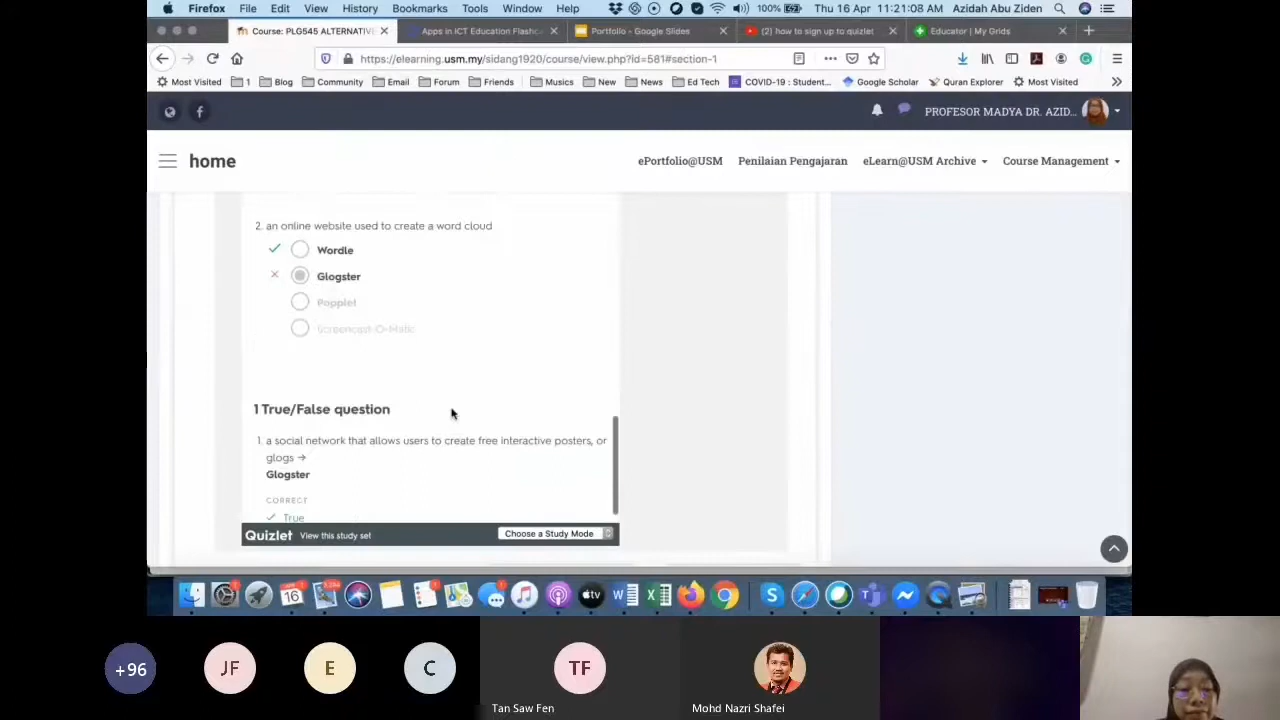 Firefox File Edit View History Bookmarks Tools Window Help 100% Thu 16 Apr 11:21:08 AM Azidah Abu Ziden
Course: PLG545 ALTERNATIVE Apps in ICT Education Flashc Portfolio - Google Slides (2) how to sign up to quizlet Educator | My Grids
https://elearning.usm.my/sidang1920/course/view.php?id=581#section-1
Most Visited 1 Blog Community Email Forum Friends Musics New News Ed Tech COVID-19 : Student... Google Scholar Quran Explorer Most Visited
PROFESOR MADYA DR. AZID...
home ePortfolio@USM Penilaian Pengajaran eLearn@USM Archive Course Management
2. an online website used to create a word cloud
Wordle
Glogster
Popplet
Screencast-O-Matic
1 True/False question
1. a social network that allows users to create free interactive posters, or
glogs →
Glogster
CORRECT
True
Quizlet View this study set Choose a Study Mode
+96 JF E C TF
Tan Saw Fen Mohd Nazri Shafei